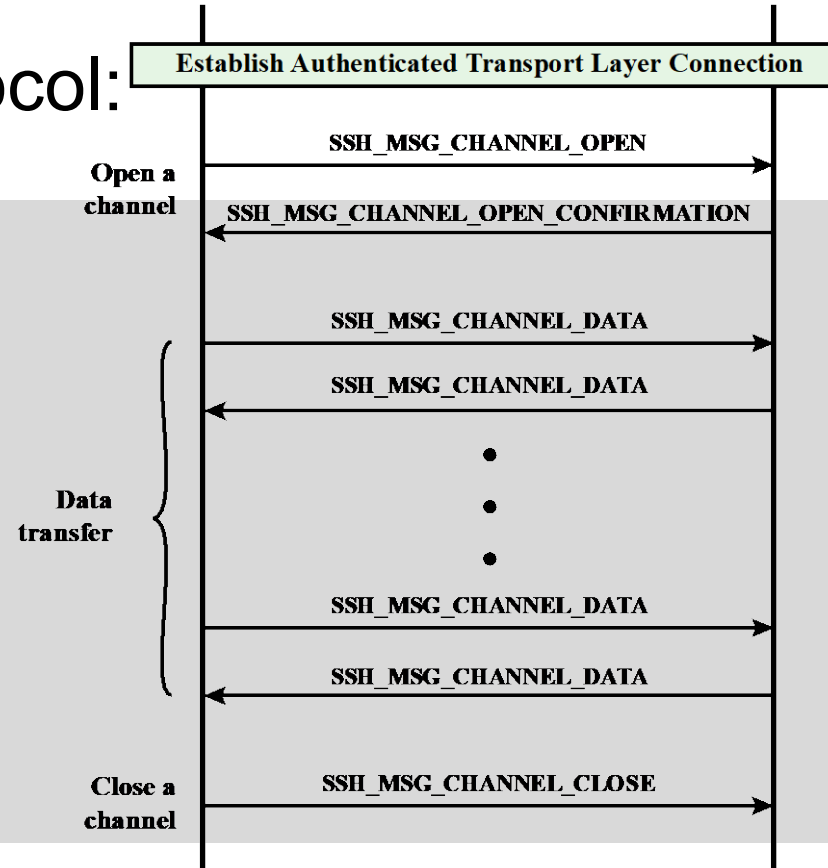 ocol:
Establish Authenticated Transport Layer Connection
SSH_MSG_CHANNEL_OPEN
Open a
channel
SSH_MSG_CHANNEL_OPEN_CONFIRMATION
SSH_MSG_CHANNEL_DATA
SSH_MSG_CHANNEL_DATA
Data
transfer
SSH_MSG_CHANNEL_DATA
SSH_MSG_CHANNEL_DATA
Close a
channel
SSH_MSG_CHANNEL_CLOSE